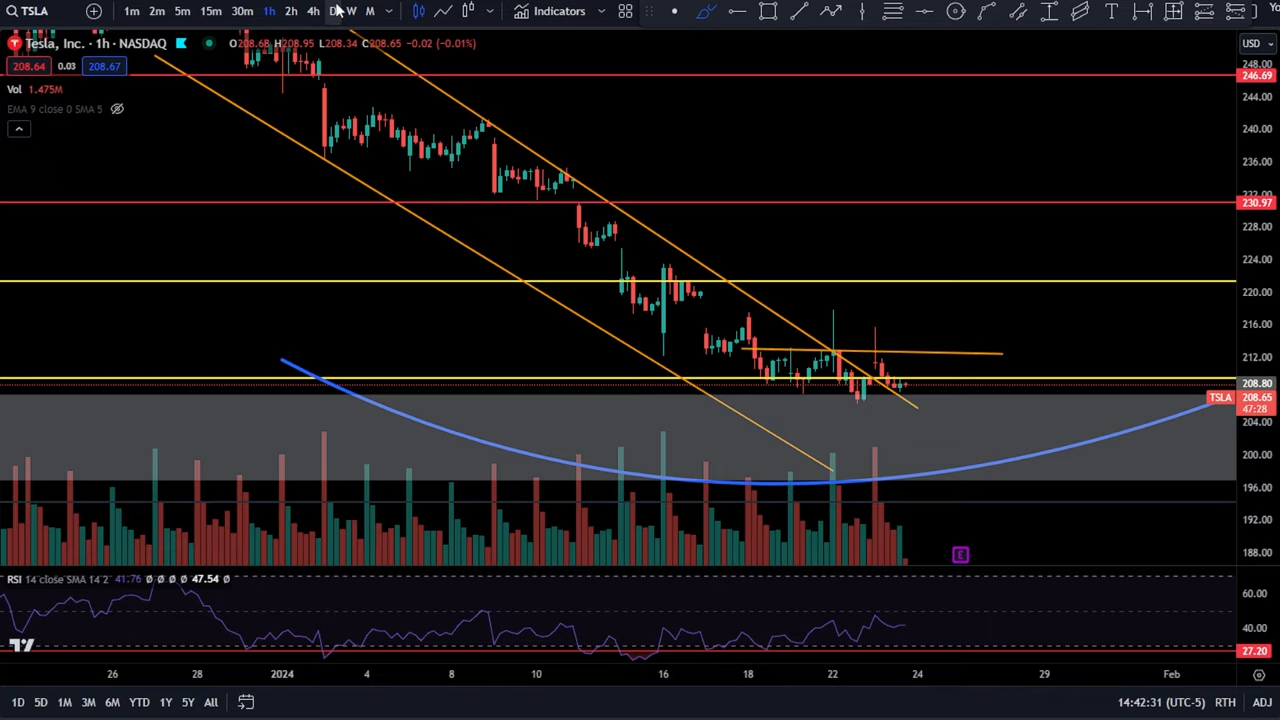 TSLA 1m 2m 5m 15m 30m 1h 2h 4h D W M Indicators
Tesla, Inc. · 1h · NASDAQ O208.68 H208.95 L208.34 C208.65 -0.02 (-0.01%) USD
208.64 0.03 208.67
Vol 1.475M
EMA 9 close 0 SMA 5
248.00
246.69
244.00
240.00
236.00
232.00
230.97
228.00
224.00
220.00
216.00
212.00
208.80
TSLA 208.65
47:28
204.00
200.00
196.00
192.00
188.00
E
RSI 14 close SMA 14 2 41.76 Ø Ø Ø Ø 47.54 Ø
60.00
40.00
27.20
26 28 2024 4 8 10 16 18 22 24 29 Feb
1D 5D 1M 3M 6M YTD 1Y 5Y All 14:42:31 (UTC-5) RTH ADJ